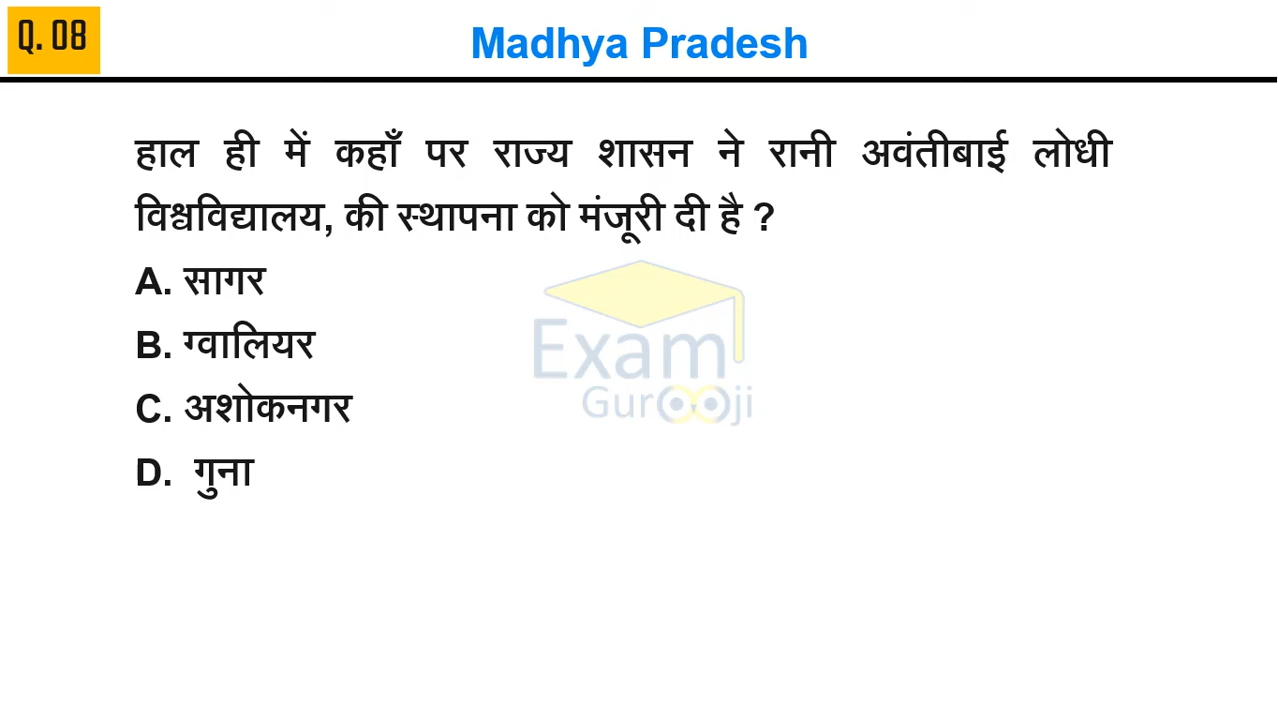 Q. 08
Madhya Pradesh
हाल ही में कहाँ पर राज्य शासन ने रानी अवंतीबाई लोधी
विश्वविद्यालय, की स्थापना को मंजूरी दी है ?
A. सागर
B. ग्वालियर
C. अशोकनगर
D. गुना
Exam
Gurooji